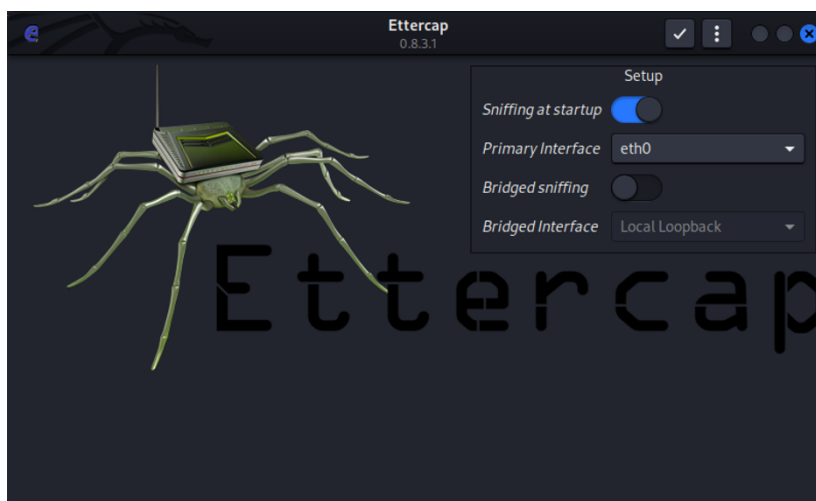 Ettercap
0.8.3.1
Setup
Sniffing at startup
Primary Interface eth0
Bridged sniffing
Bridged Interface Local Loopback
Ettercap